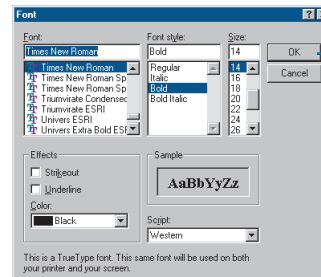 Font
Font: Font style: Size:
Times New Roman Bold 14 OK
Times New Roman Regular 14 Cancel
Times New Roman Sp Italic 16
Times New Roman Sp Bold 18
Triumvirate Condensed Bold Italic 20
Triumvirate ESRI 22
Univers ESRI 24
Univers Extra Bold ESF 26
Effects Sample
Strikeout
Underline AaBbYyZz
Color:
Black Script:
Western
This is a TrueType font. This same font will be used on both
your printer and your screen.